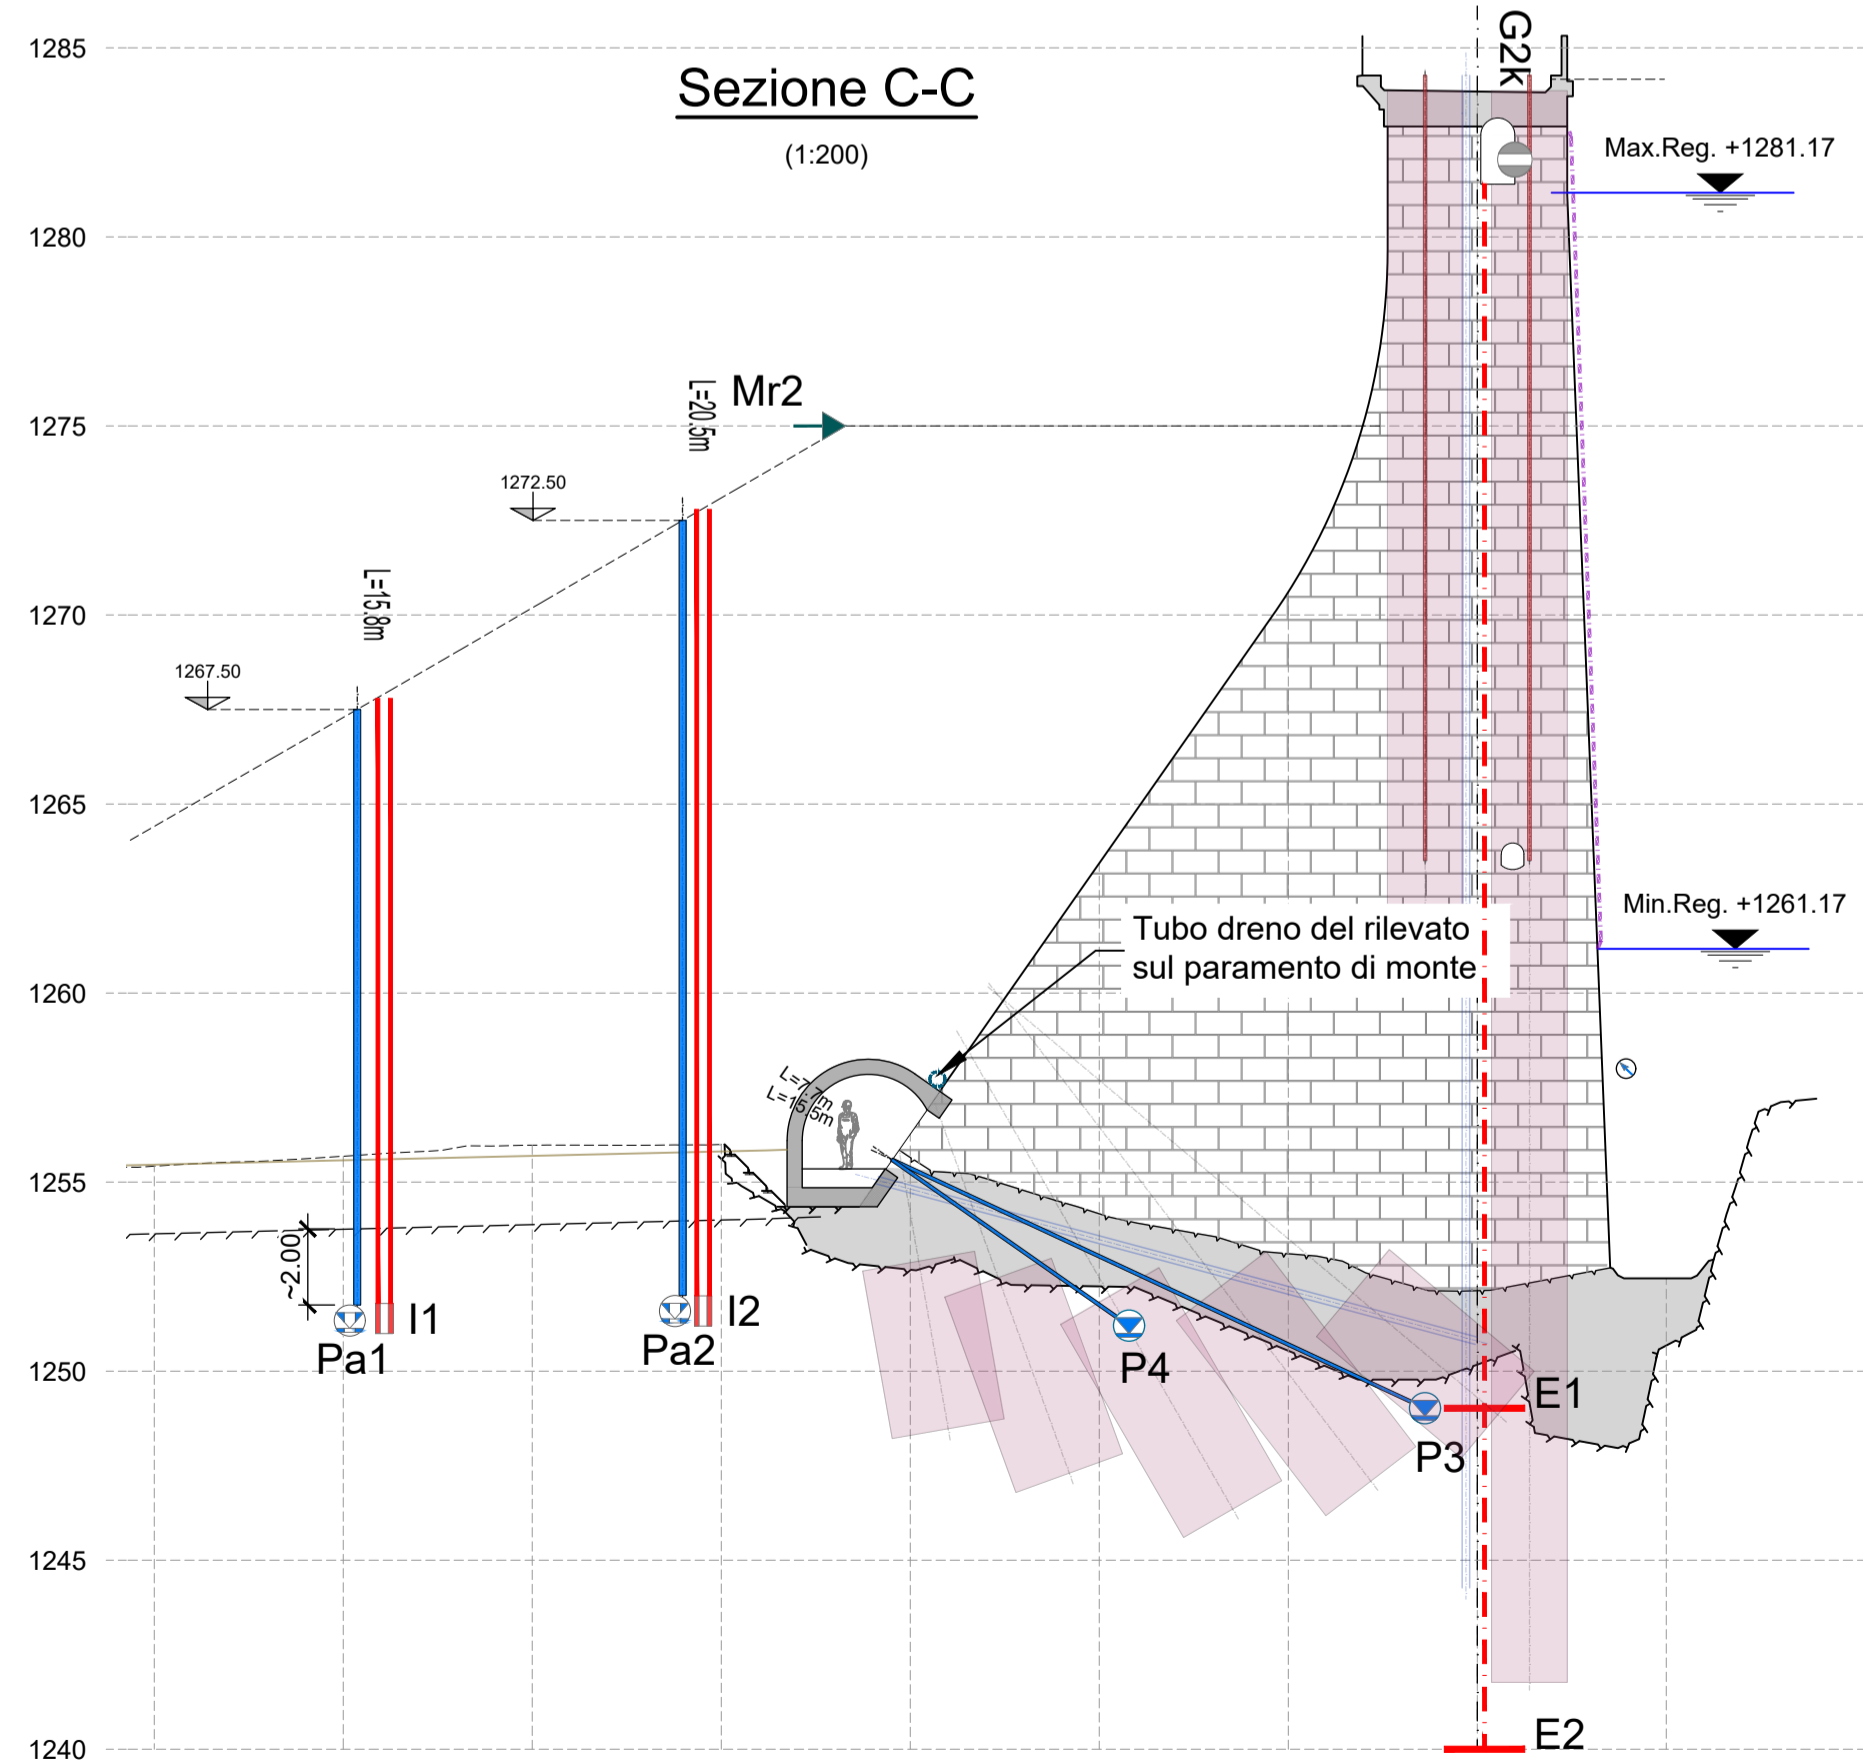 G2k
1285
Sezione C-C
(1:200)
Max.Reg. +1281.17
1280
Mr2
L=20.5m
1275
1272.50
L=15.8m
1270
1267.50
1265
Min.Reg. +1261.17
Tubo dreno del rilevato
sul paramento di monte
1260
L=7.7m
L=15.5m
1255
~2.00
I1
I2
Pa1
Pa2
P4
1250
E1
P3
1245
E2
1240